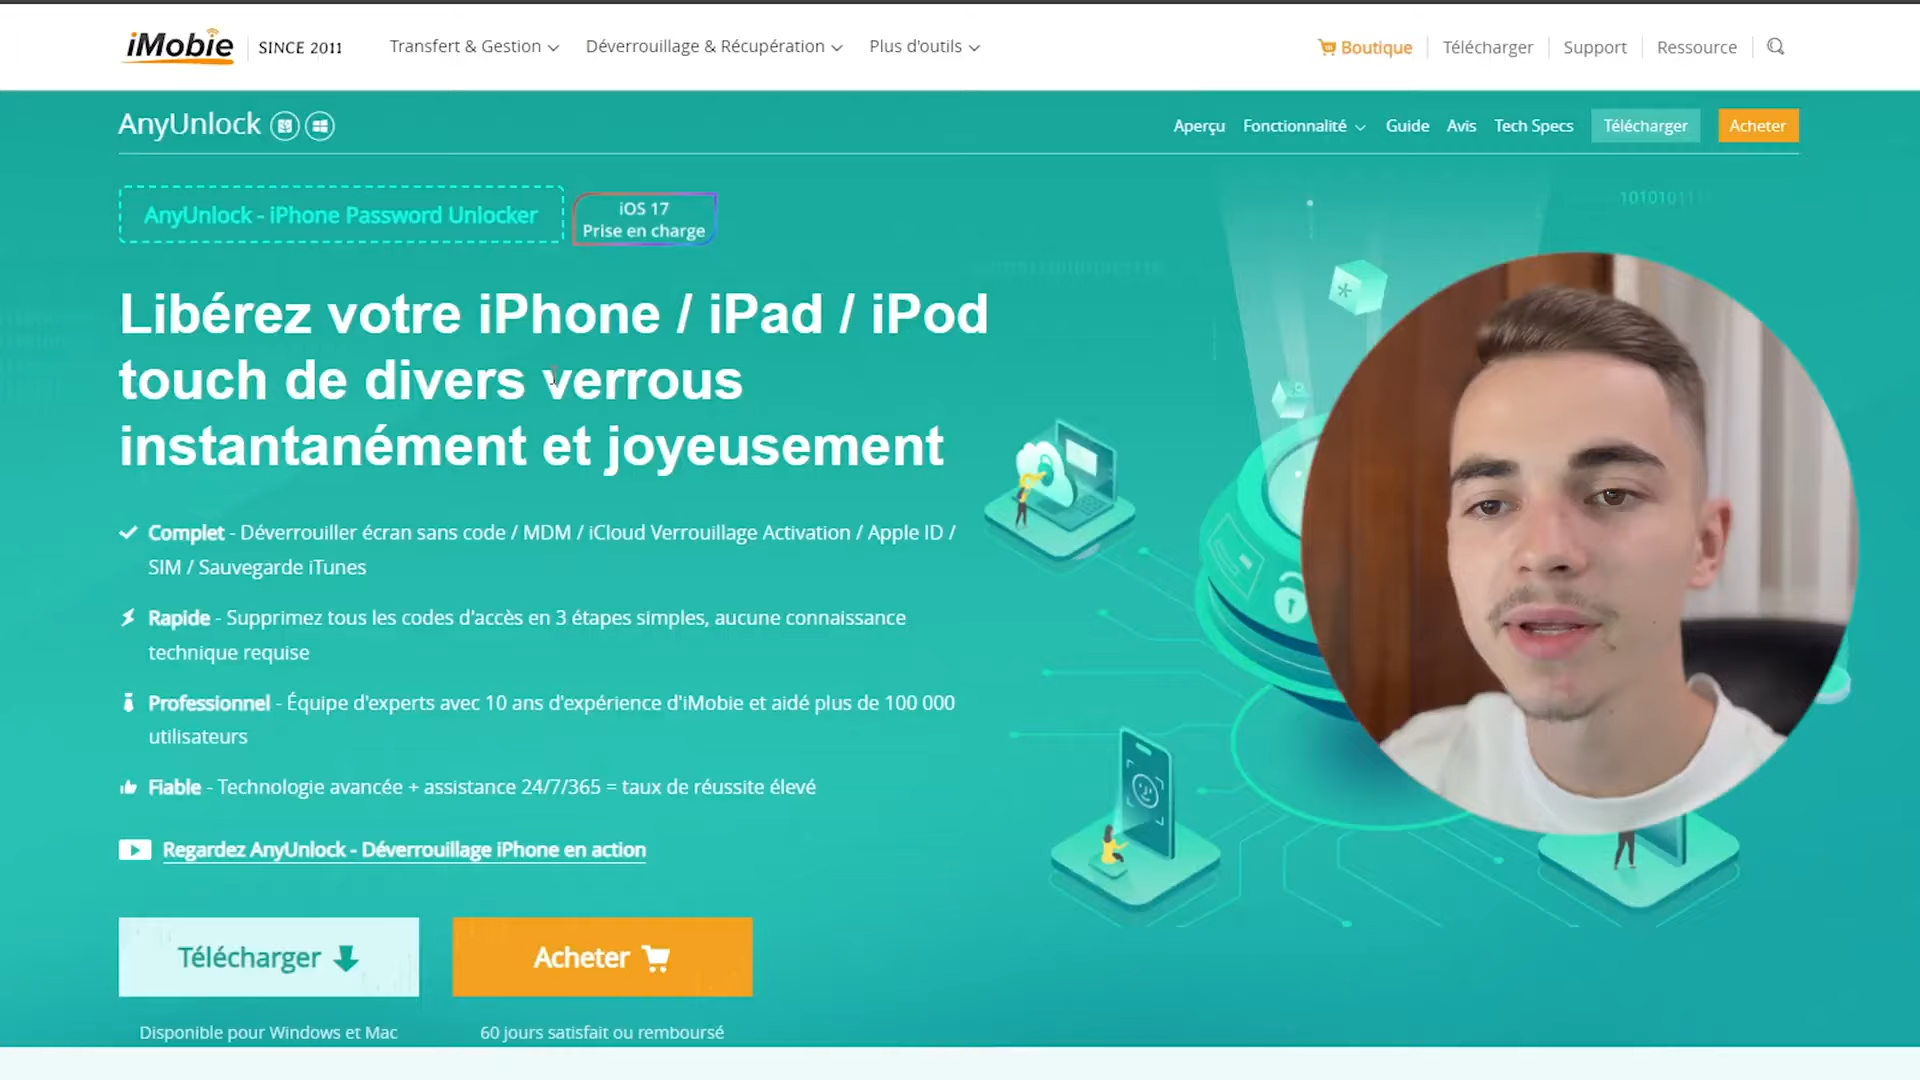 iMobie SINCE 2011 Transfert & Gestion Déverrouillage & Récupération Plus d'outils Boutique Télécharger Support Ressource
AnyUnlock Aperçu Fonctionnalité Guide Avis Tech Specs Télécharger Acheter
AnyUnlock - iPhone Password Unlocker
iOS 17
Prise en charge
Libérez votre iPhone / iPad / iPod
touch de divers verrous
instantanément et joyeusement
Complet - Déverrouiller écran sans code / MDM / iCloud Verrouillage Activation / Apple ID /
SIM / Sauvegarde iTunes
Rapide - Supprimez tous les codes d'accès en 3 étapes simples, aucune connaissance
technique requise
Professionnel - Équipe d'experts avec 10 ans d'expérience d'iMobie et aidé plus de 100 000
utilisateurs
Fiable - Technologie avancée + assistance 24/7/365 = taux de réussite élevé
Regardez AnyUnlock - Déverrouillage iPhone en action
Télécharger Acheter
Disponible pour Windows et Mac 60 jours satisfait ou remboursé